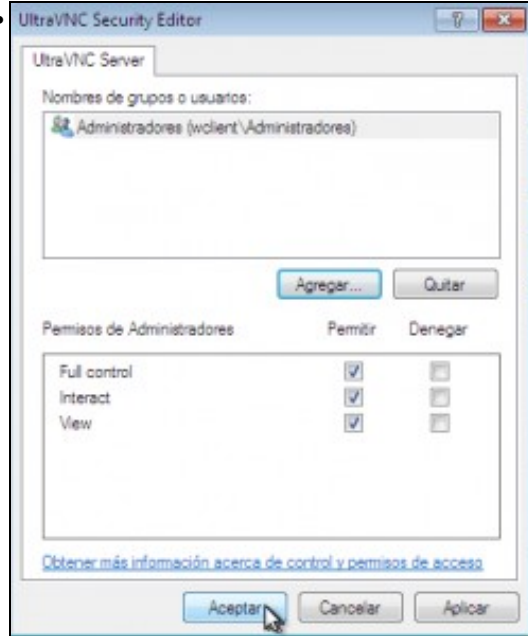 UltraVNC Security Editor
UltraVNC Server
Nombres de grupos o usuarios:
Administradores (wclient\Administradores)
Agregar... Quitar
Permisos de Administradores Permitir Denegar
Full control
Interact
View
Obtener más información acerca de control y permisos de acceso
Aceptar Cancelar Aplicar